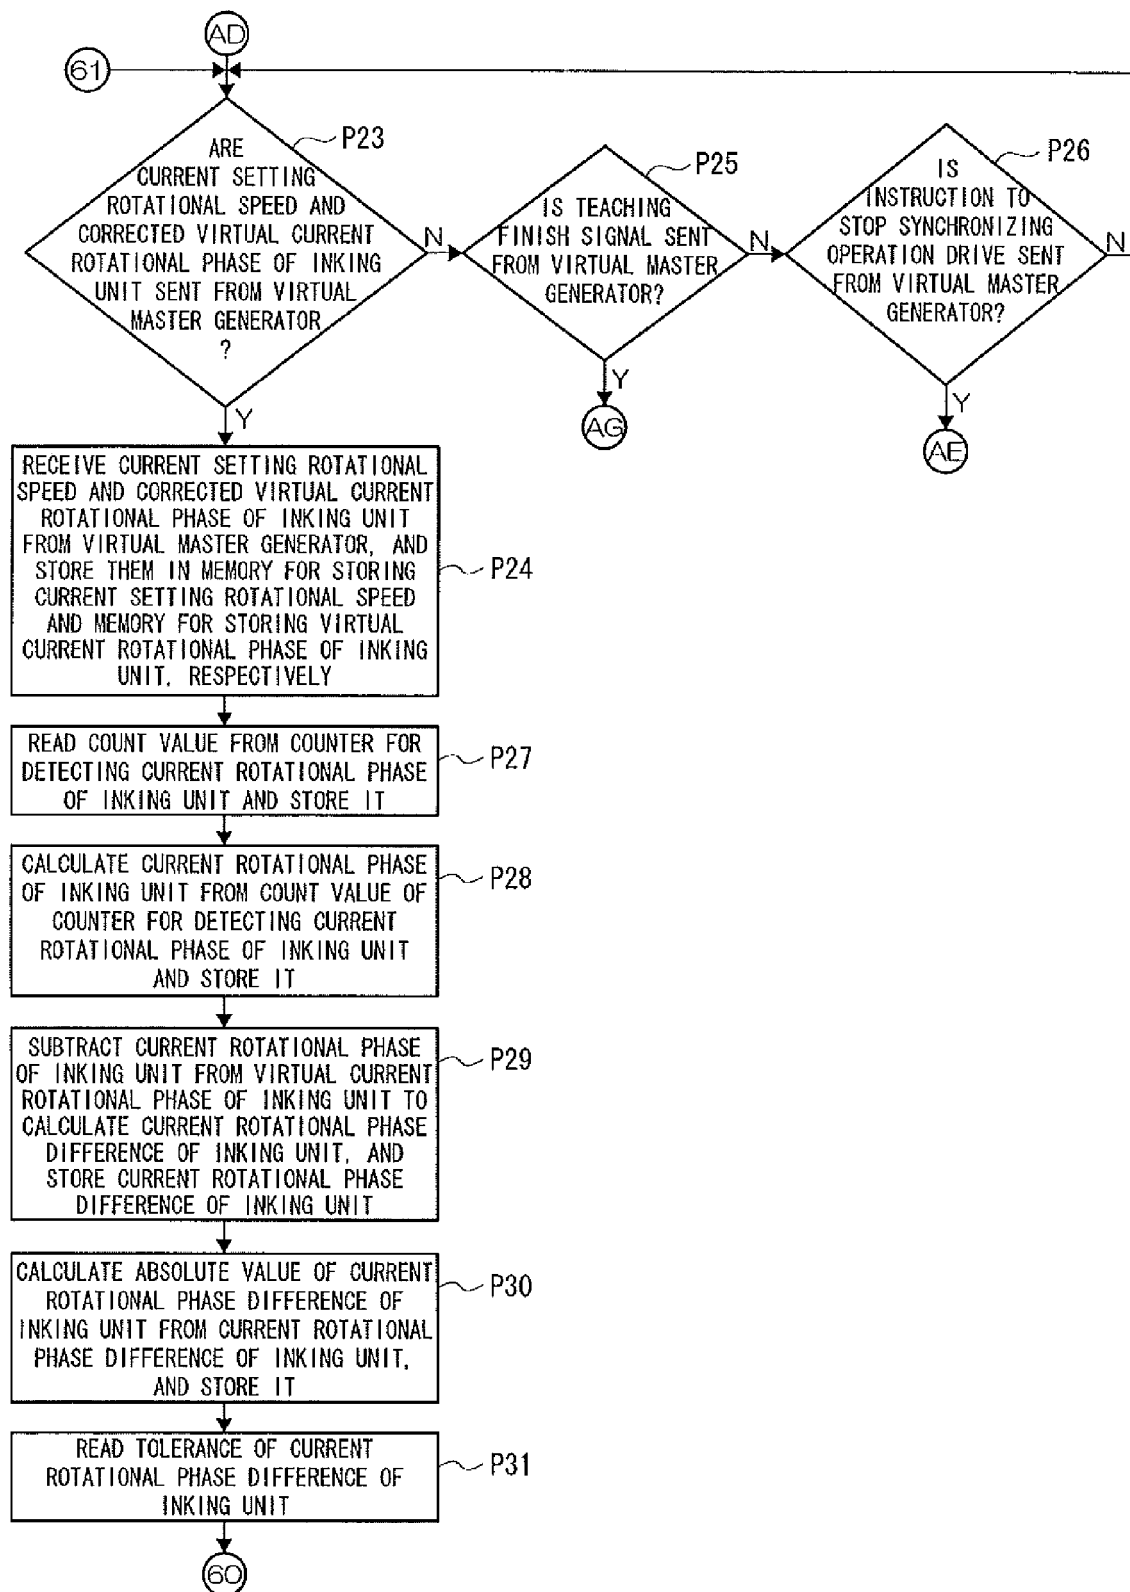 AD
61
ARE
CURRENT SETTING
ROTATIONAL SPEED AND
CORRECTED VIRTUAL CURRENT
ROTATIONAL PHASE OF INKING
UNIT SENT FROM VIRTUAL
MASTER GENERATOR
?
P23
N
Y
IS TEACHING
FINISH SIGNAL SENT
FROM VIRTUAL MASTER
GENERATOR?
P25
N
Y
AG
IS
INSTRUCTION TO
STOP SYNCHRONIZING
OPERATION DRIVE SENT
FROM VIRTUAL MASTER
GENERATOR?
P26
N
Y
AE
RECEIVE CURRENT SETTING ROTATIONAL
SPEED AND CORRECTED VIRTUAL CURRENT
ROTATIONAL PHASE OF INKING UNIT
FROM VIRTUAL MASTER GENERATOR, AND
STORE THEM IN MEMORY FOR STORING
CURRENT SETTING ROTATIONAL SPEED
AND MEMORY FOR STORING VIRTUAL
CURRENT ROTATIONAL PHASE OF INKING
UNIT, RESPECTIVELY
P24
READ COUNT VALUE FROM COUNTER FOR
DETECTING CURRENT ROTATIONAL PHASE
OF INKING UNIT AND STORE IT
P27
CALCULATE CURRENT ROTATIONAL PHASE
OF INKING UNIT FROM COUNT VALUE OF
COUNTER FOR DETECTING CURRENT
ROTATIONAL PHASE OF INKING UNIT
AND STORE IT
P28
SUBTRACT CURRENT ROTATIONAL PHASE
OF INKING UNIT FROM VIRTUAL CURRENT
ROTATIONAL PHASE OF INKING UNIT TO
CALCULATE CURRENT ROTATIONAL PHASE
DIFFERENCE OF INKING UNIT, AND
STORE CURRENT ROTATIONAL PHASE
DIFFERENCE OF INKING UNIT
P29
CALCULATE ABSOLUTE VALUE OF CURRENT
ROTATIONAL PHASE DIFFERENCE OF
INKING UNIT FROM CURRENT ROTATIONAL
PHASE DIFFERENCE OF INKING UNIT,
AND STORE IT
P30
READ TOLERANCE OF CURRENT
ROTATIONAL PHASE DIFFERENCE OF
INKING UNIT
P31
60